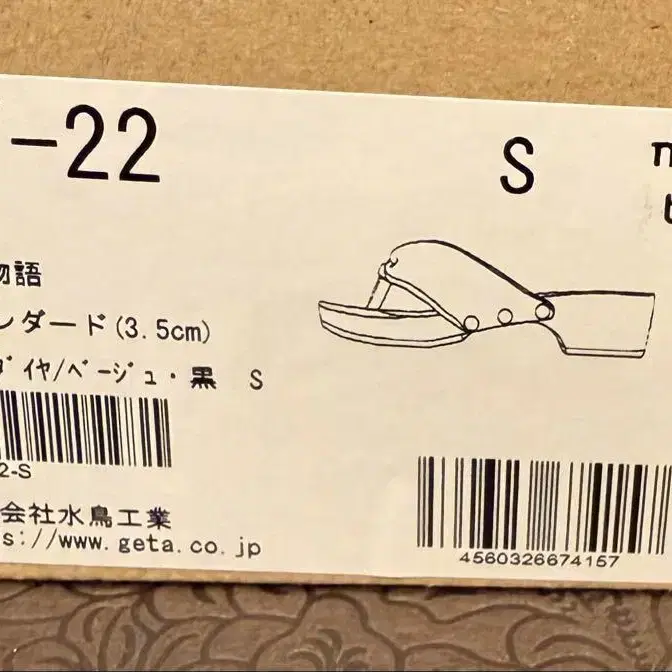 -22
S
物語
ンダード(3.5cm)
ダイヤ/ベージュ・黒 S
2-S
会社水鳥工業
s://www.geta.co.jp
4560326674157